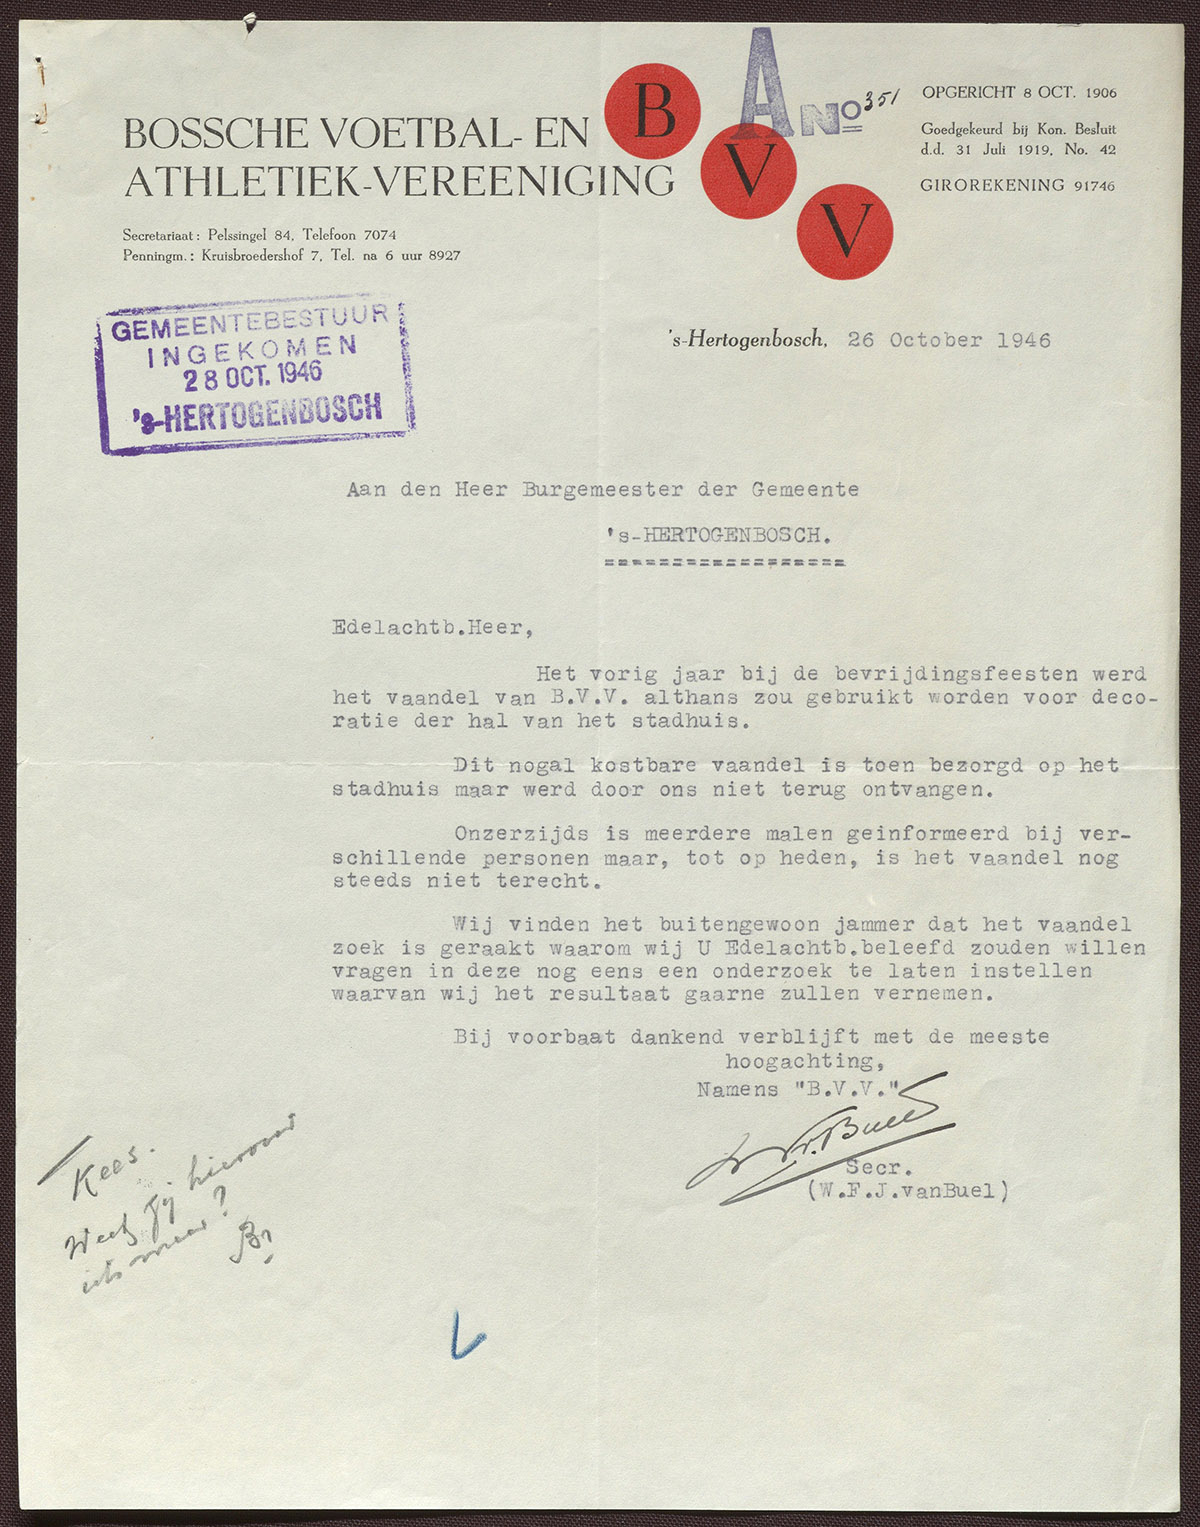 BOSSCHE VOETBAL- EN
ATHLETIEK-VEREENIGING
B
V
V
A No 351
OPGERICHT 8 OCT. 1906
Goedgekeurd bij Kon. Besluit
d.d. 31 Juli 1919, No. 42
GIROREKENING 91746
Secretariaat: Pelssingel 84, Telefoon 7074
Penningm.: Kruisbroedershof 7, Tel. na 6 uur 8927
GEMEENTEBESTUUR
INGEKOMEN
28 OCT. 1946
's-HERTOGENBOSCH
's-Hertogenbosch, 26 October 1946
Aan den Heer Burgemeester der Gemeente
's-HERTOGENBOSCH.
==================
Edelachtb.Heer,
Het vorig jaar bij de bevrijdingsfeesten werd
het vaandel van B.V.V. althans zou gebruikt worden voor deco-
ratie der hal van het stadhuis.
Dit nogal kostbare vaandel is toen bezorgd op het
stadhuis maar werd door ons niet terug ontvangen.
Onzerzijds is meerdere malen geinformeerd bij ver-
schillende personen maar, tot op heden, is het vaandel nog
steeds niet terecht.
Wij vinden het buitengewoon jammer dat het vaandel
zoek is geraakt waarom wij U Edelachtb.beleefd zouden willen
vragen in deze nog eens een onderzoek te laten instellen
waarvan wij het resultaat gaarne zullen vernemen.
Bij voorbaat dankend verblijft met de meeste
hoogachting,
Namens "B.V.V."
v. Buel
Secr.
(W.F.J.vanBuel)
Kees.
Weet jij hierover
iets meer?
Br